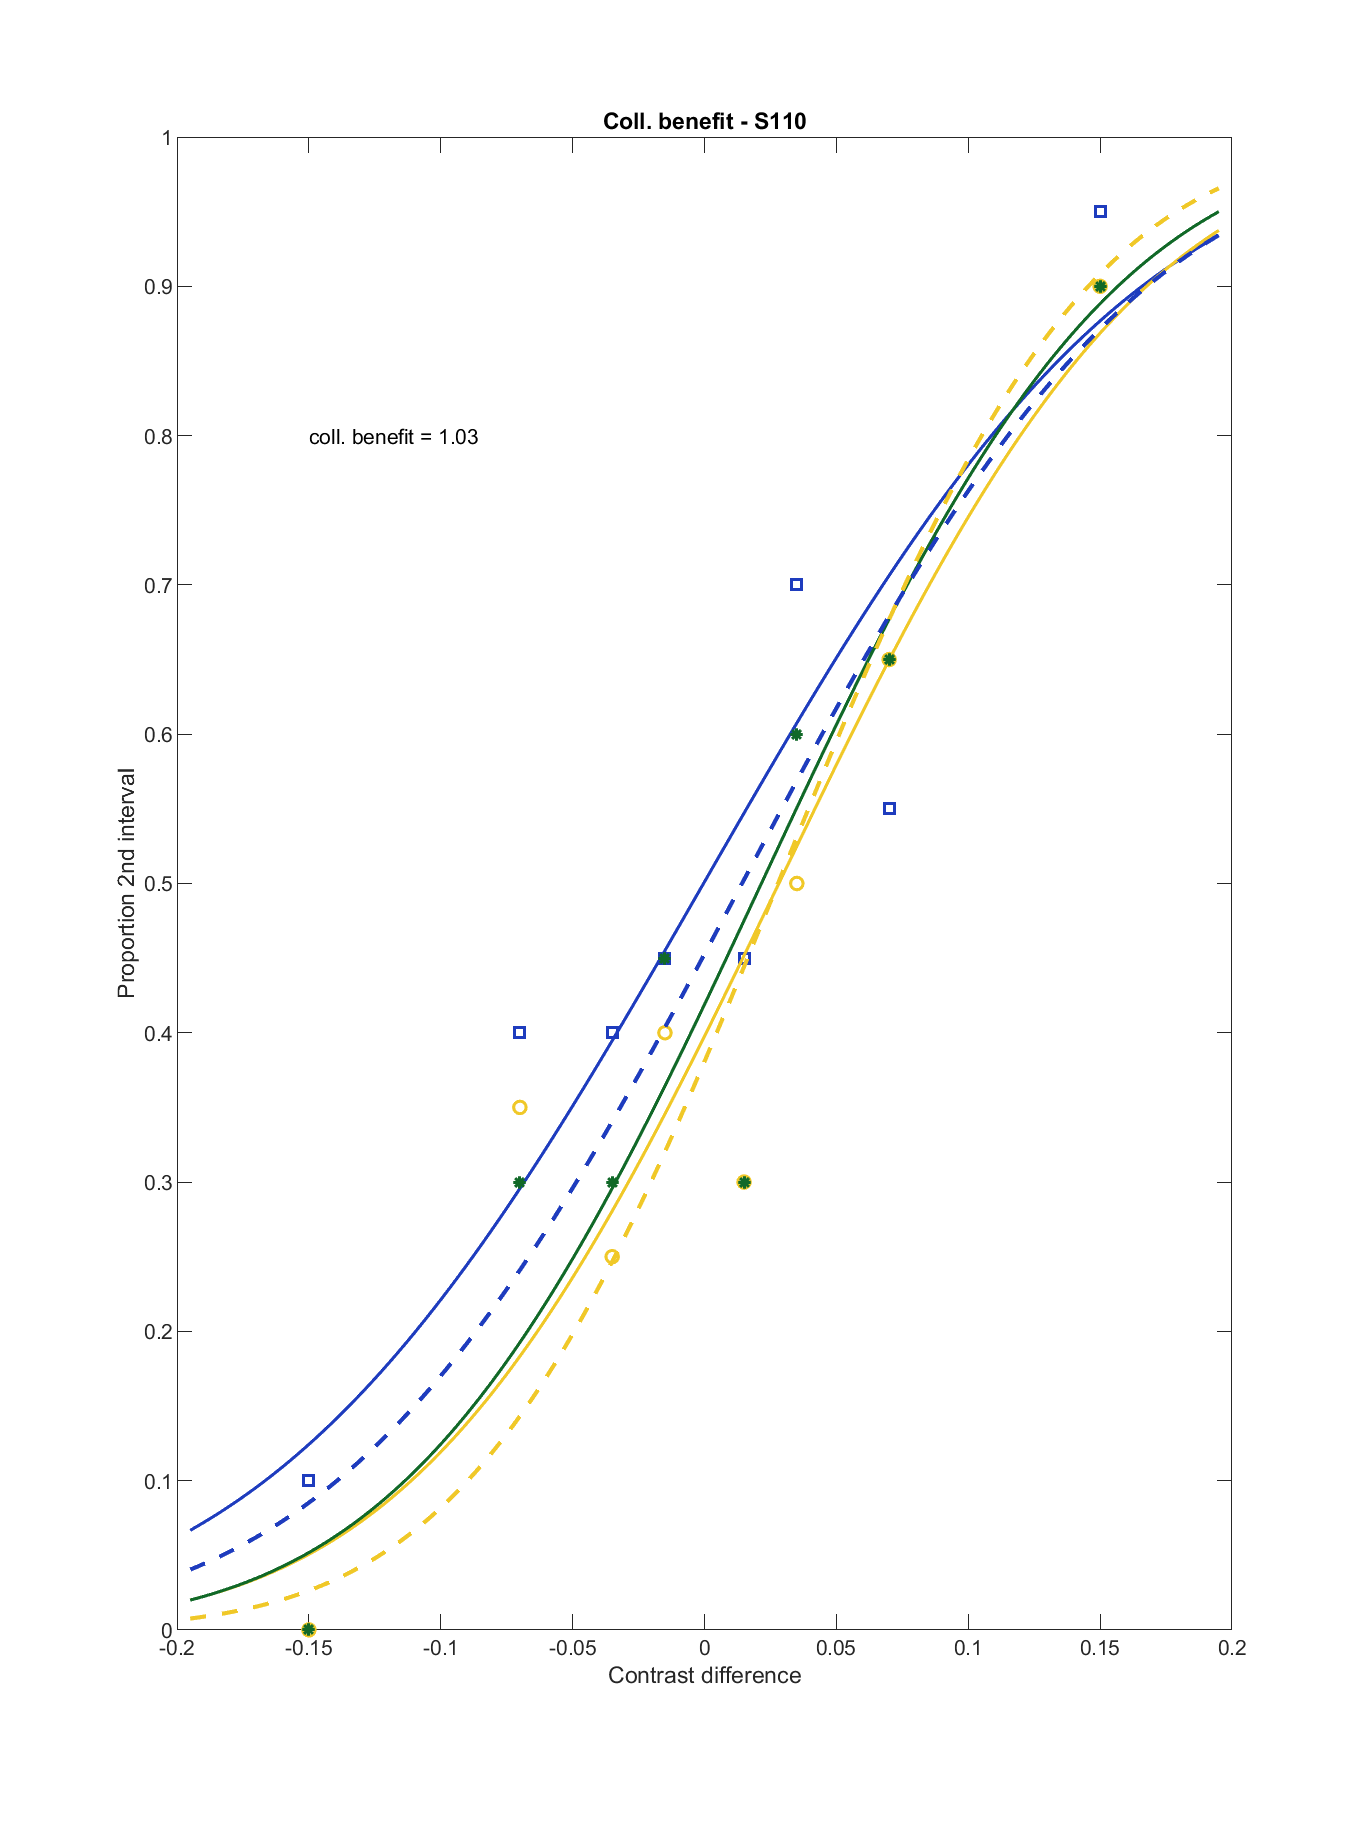 Coll. benefit - S110
1
0.9
0.8
0.7
0.6
0.5
0.4
0.3
0.2
0.1
0
coll. benefit = 1.03
Proportion 2nd interval
-0.2 -0.15 -0.1 -0.05 0 0.05 0.1 0.15 0.2
Contrast difference